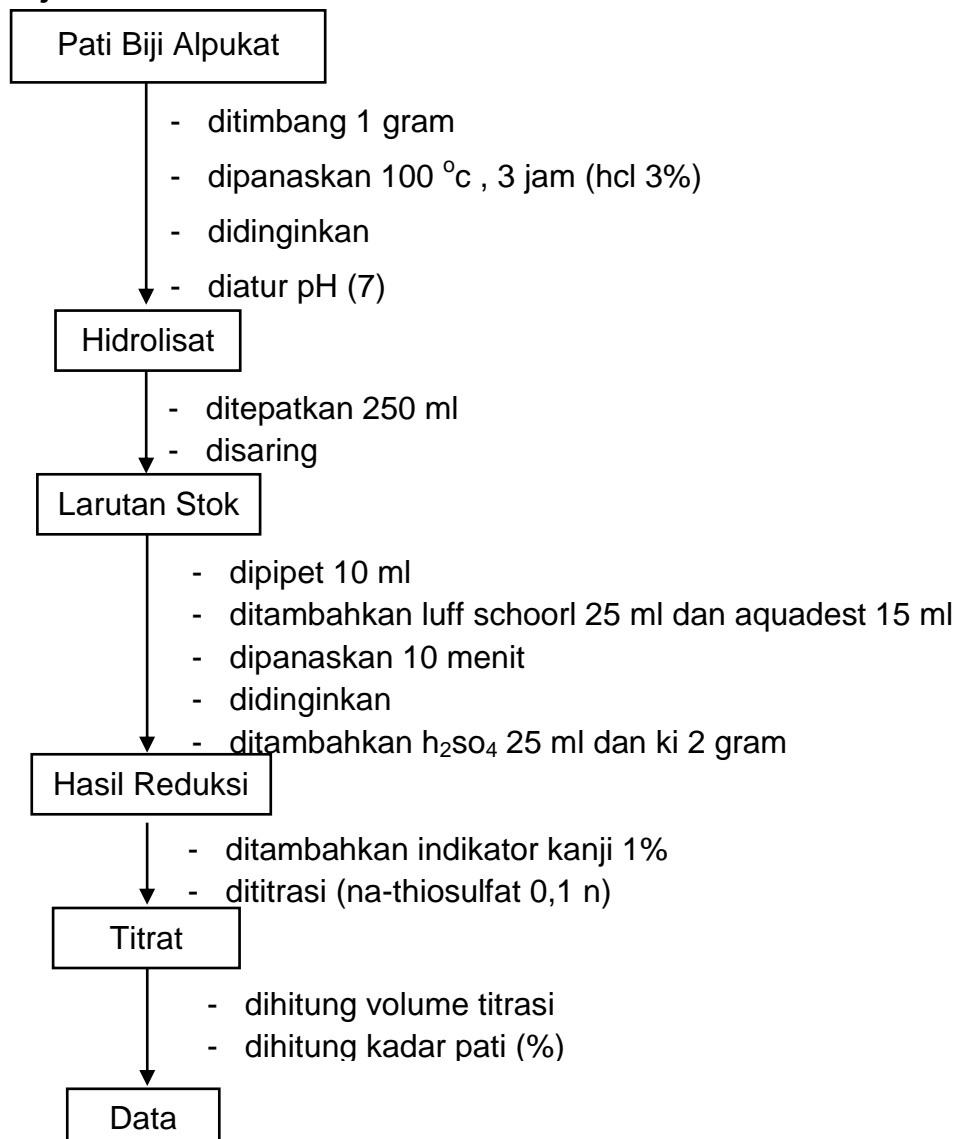 Pati Biji Alpukat
- ditimbang 1 gram
- dipanaskan 100 °c , 3 jam (hcl 3%)
- didinginkan
- diatur pH (7)
Hidrolisat
- ditepatkan 250 ml
- disaring
Larutan Stok
- dipipet 10 ml
- ditambahkan luff schoorl 25 ml dan aquadest 15 ml
- dipanaskan 10 menit
- didinginkan
- ditambahkan h₂so₄ 25 ml dan ki 2 gram
Hasil Reduksi
- ditambahkan indikator kanji 1%
- dititrasi (na-thiosulfat 0,1 n)
Titrat
- dihitung volume titrasi
- dihitung kadar pati (%)
Data